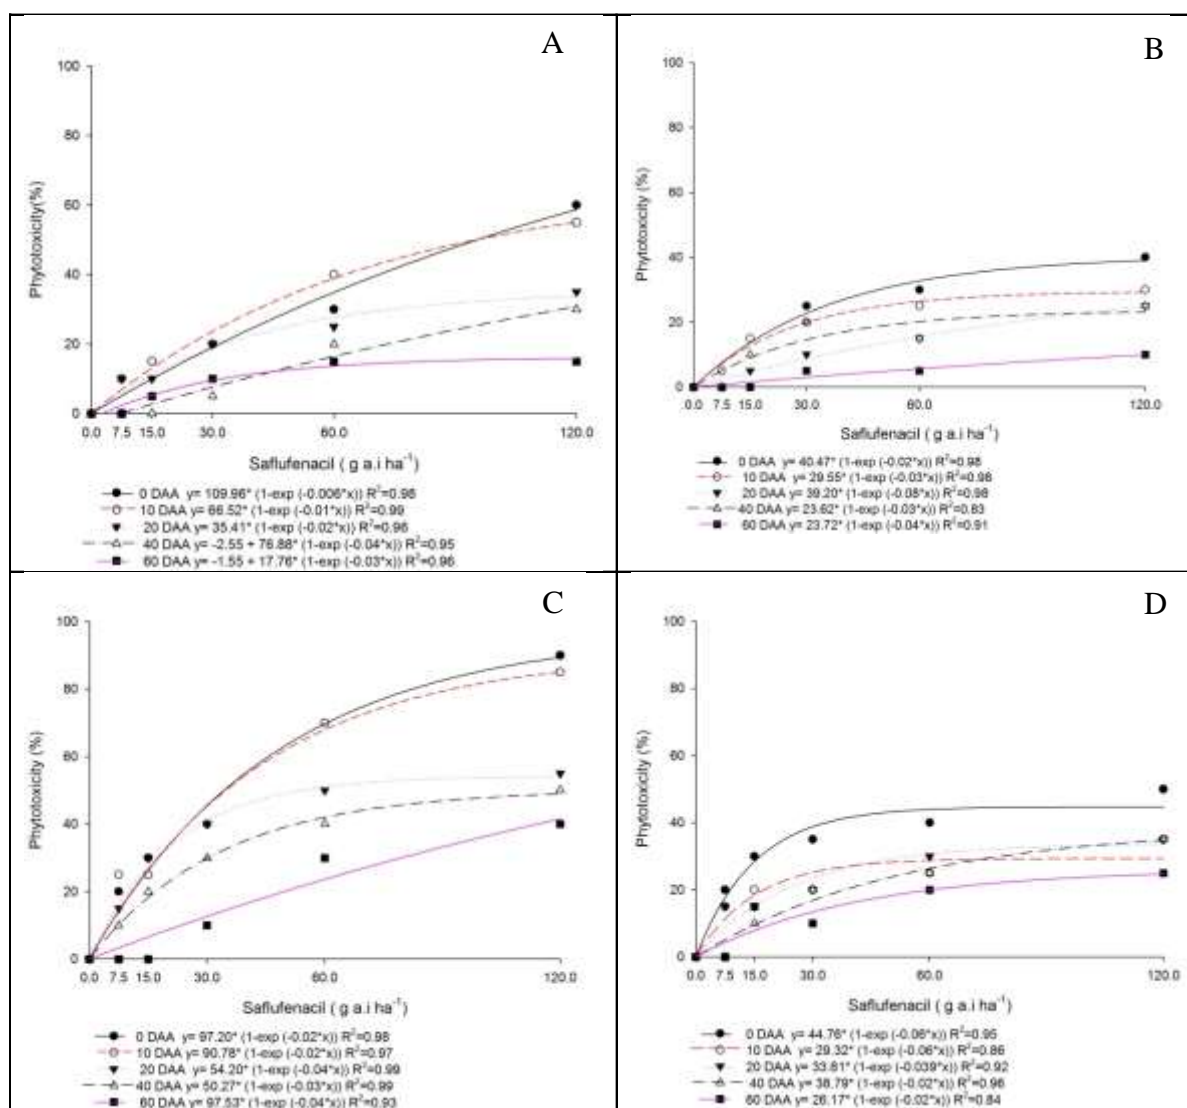 A
100
80
60
40
20
0
Phytotoxicity(%)
0.0 7.5 15.0 30.0 60.0 120.0
Saflufenacil ( g a.i ha⁻¹)
0 DAA y= 109.96* (1-exp (-0.006*x)) R²=0.98
10 DAA y= 66.52* (1-exp (-0.01*x)) R²=0.99
20 DAA y= 35.41* (1-exp (-0.02*x)) R²=0.96
40 DAA y= -2.55 + 76.88* (1-exp (-0.04*x)) R²=0.95
60 DAA y= -1.55 + 17.76* (1-exp (-0.03*x)) R²=0.96
B
100
80
60
40
20
0
Phytotoxicity (%)
0.0 7.5 15.0 30.0 60.0 120.0
Saflufenacil ( g a.i ha⁻¹)
0 DAA y= 40.47* (1-exp (-0.02*x)) R²=0.98
10 DAA y= 29.55* (1-exp (-0.03*x)) R²=0.98
20 DAA y= 39.20* (1-exp (-0.08*x)) R²=0.98
40 DAA y= 23.62* (1-exp (-0.03*x)) R²=0.83
60 DAA y= 23.72* (1-exp (-0.04*x)) R²=0.91
C
100
80
60
40
20
0
Phytotoxicity (%)
0.0 7.5 15.0 30.0 60.0 120.0
Saflufenacil ( g a.i ha⁻¹)
0 DAA y= 97.20* (1-exp (-0.02*x)) R²=0.98
10 DAA y= 90.78* (1-exp (-0.02*x)) R²=0.97
20 DAA y= 54.20* (1-exp (-0.04*x)) R²=0.99
40 DAA y= 50.27* (1-exp (-0.03*x)) R²=0.99
60 DAA y= 97.53* (1-exp (-0.04*x)) R²=0.93
D
100
80
60
40
20
0
Phytotoxicity (%)
0.0 7.5 15.0 30.0 60.0 120.0
Saflufenacil ( g a.i ha⁻¹)
0 DAA y= 44.76* (1-exp (-0.06*x)) R²=0.95
10 DAA y= 29.32* (1-exp (-0.06*x)) R²=0.86
20 DAA y= 33.81* (1-exp (-0.039*x)) R²=0.92
40 DAA y= 38.79* (1-exp (-0.02*x)) R²=0.96
60 DAA y= 26.17* (1-exp (-0.02*x)) R²=0.84